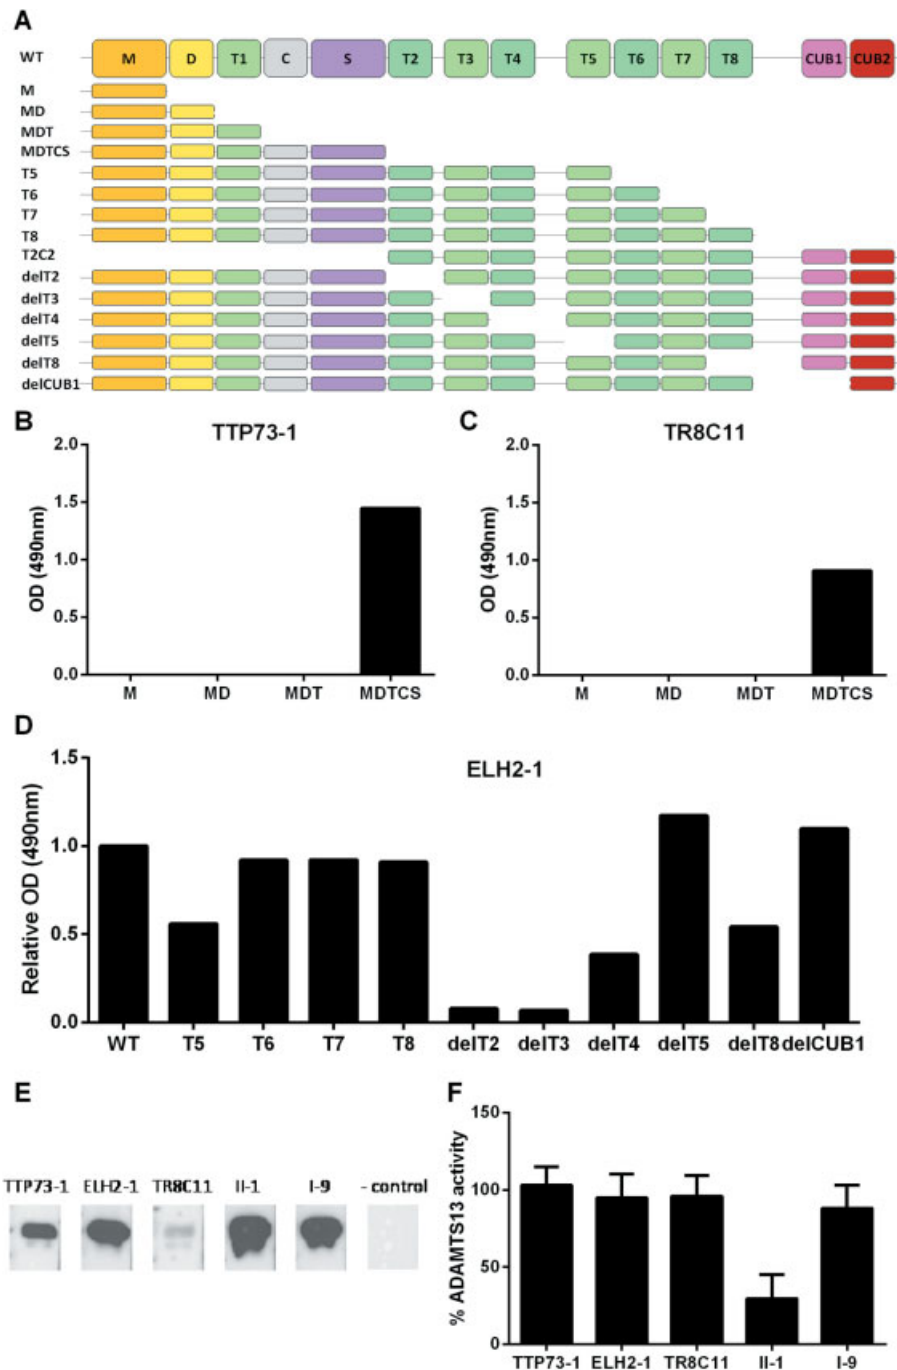 A
WT M D T1 C S T2 T3 T4 T5 T6 T7 T8 CUB1 CUB2
M
MD
MDT
MDTCS
T5
T6
T7
T8
T2C2
delT2
delT3
delT4
delT5
delT8
delCUB1
B
TTP73-1
OD (490nm)
2.0
1.5
1.0
0.5
0.0
M MD MDT MDTCS
C
TR8C11
OD (490nm)
2.0
1.5
1.0
0.5
0.0
M MD MDT MDTCS
D
ELH2-1
Relative OD (490nm)
1.5
1.0
0.5
0.0
WT T5 T6 T7 T8 delT2 delT3 delT4 delT5 delT8 delCUB1
E
TTP73-1 ELH2-1 TR8C11 II-1 I-9 - control
F
% ADAMTS13 activity
150
100
50
0
TTP73-1 ELH2-1 TR8C11 II-1 I-9